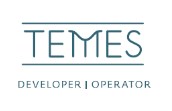 TEMES
DEVELOPER | OPERATOR